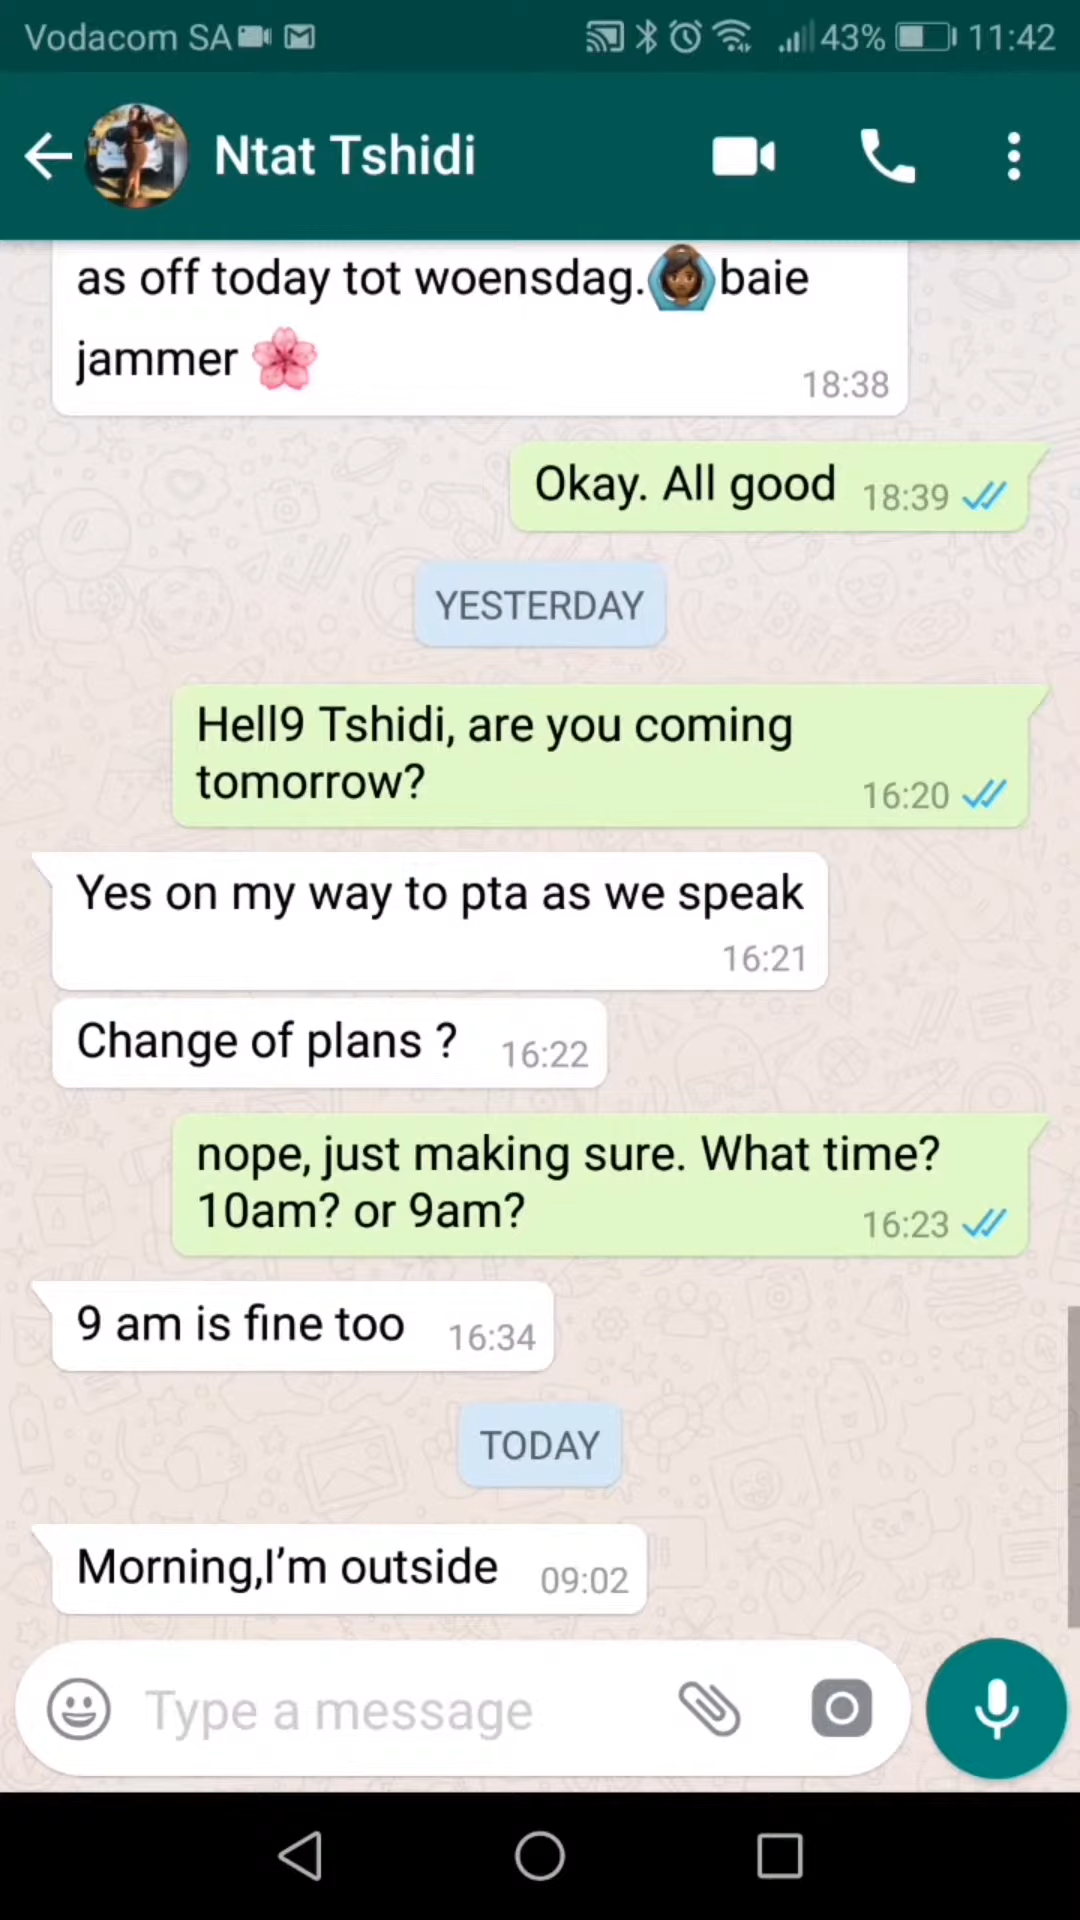 Vodacom SA 43% 11:42
Ntat Tshidi
as off today tot woensdag. baie
jammer
18:38
Okay. All good 18:39
YESTERDAY
Hell9 Tshidi, are you coming
tomorrow?
16:20
Yes on my way to pta as we speak
16:21
Change of plans ? 16:22
nope, just making sure. What time?
10am? or 9am?
16:23
9 am is fine too 16:34
TODAY
Morning,I’m outside 09:02
Type a message